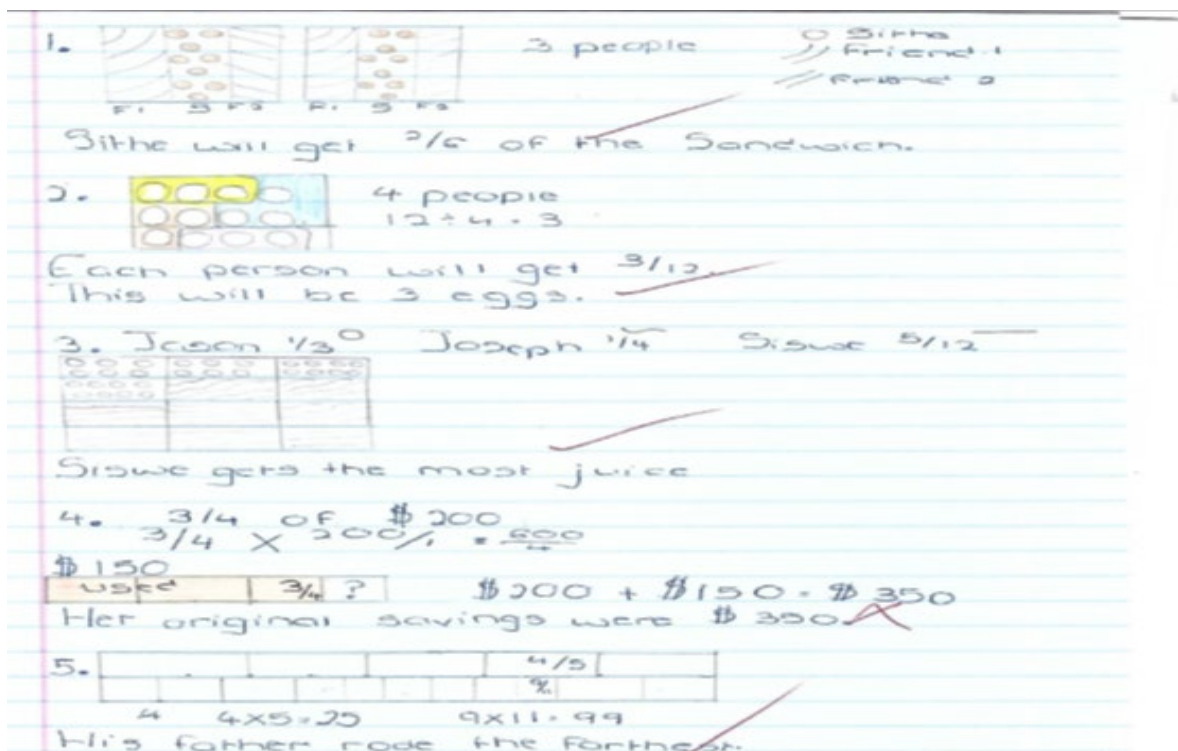 1. 3 people O Sithe
Friend 1
Friend 2
F1 S F2 F1 S F2
Sithe will get 2/6 of the Sandwich.
2. 4 people
12 ÷ 4 = 3
Each person will get 3/12.
This will be 3 eggs.
3. Jason 1/3 Joseph 1/4 Siswe 5/12
Siswe gets the most juice
4. 3/4 of $200
3/4 X 200/1 = 600/4
$150
used 3/4 ? $200 + $150 = $350
Her original savings were $350.
5. 4/5
4 4x5=25 9x11=99
His father rode the farthest.